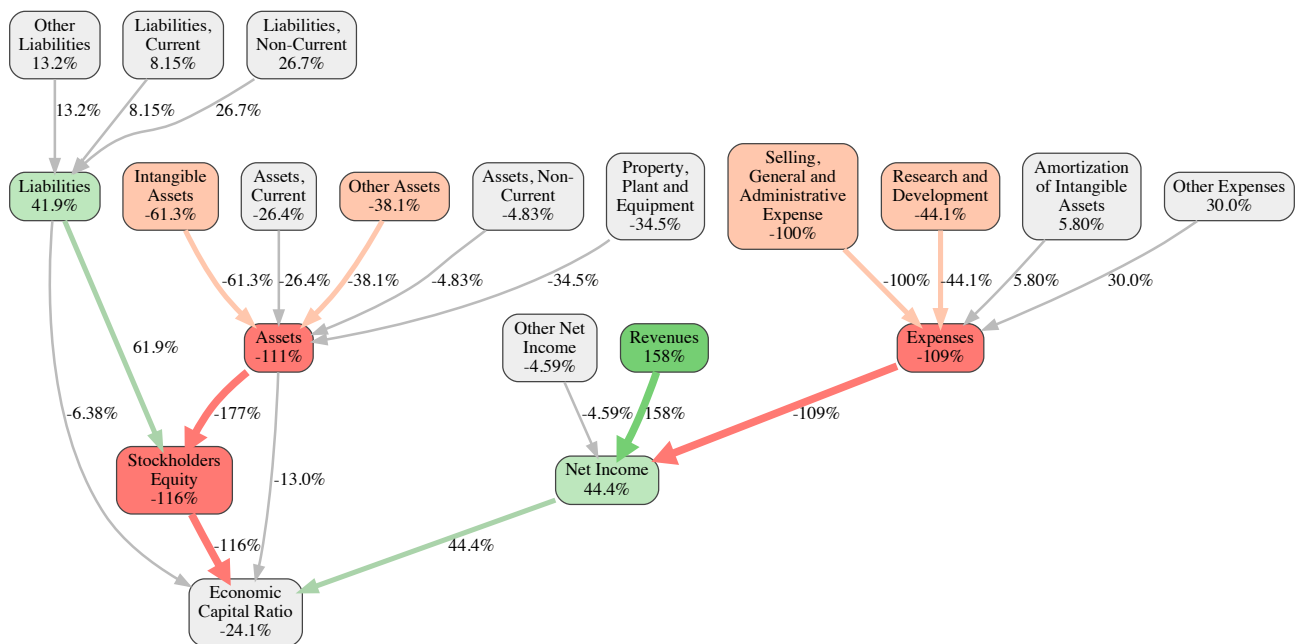 Other
Liabilities
13.2%
Liabilities,
Current
8.15%
Liabilities,
Non-Current
26.7%
13.2%
8.15%
26.7%
Liabilities
41.9%
Intangible
Assets
-61.3%
Assets,
Current
-26.4%
Other Assets
-38.1%
Assets, Non-
Current
-4.83%
Property,
Plant and
Equipment
-34.5%
Selling,
General and
Administrative
Expense
-100%
Research and
Development
-44.1%
Amortization
of Intangible
Assets
5.80%
Other Expenses
30.0%
-61.3%
-26.4%
-38.1%
-4.83%
-34.5%
-100%
-44.1%
5.80%
30.0%
Assets
-111%
Other Net
Income
-4.59%
Revenues
158%
Expenses
-109%
61.9%
-6.38%
-177%
-4.59%
158%
-109%
Stockholders
Equity
-116%
-13.0%
Net Income
44.4%
-116%
44.4%
Economic
Capital Ratio
-24.1%